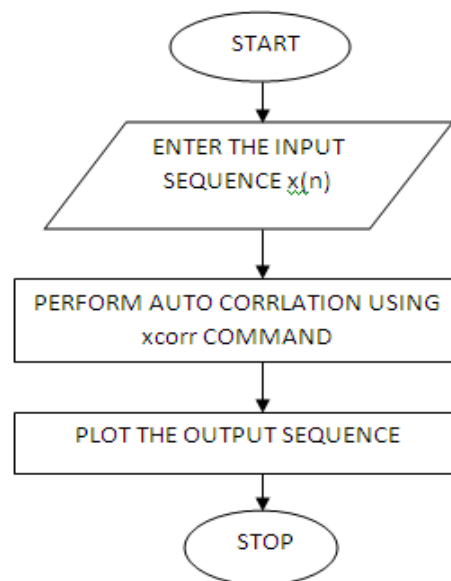 START
ENTER THE INPUT
SEQUENCE x(n)
PERFORM AUTO CORRLATION USING
xcorr COMMAND
PLOT THE OUTPUT SEQUENCE
STOP